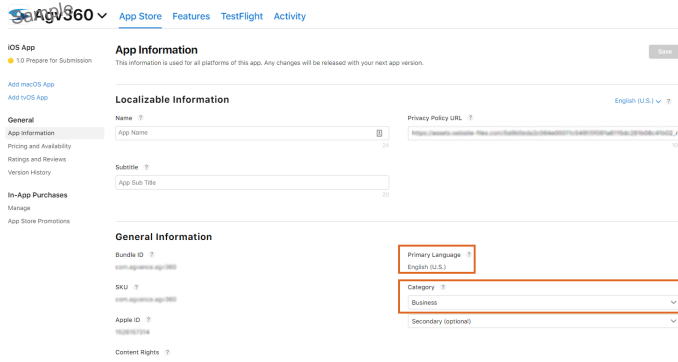 Sample
Agv360
App Store Features TestFlight Activity
iOS App
1.0 Prepare for Submission
Add macOS App
Add tvOS App
General
App Information
Pricing and Availability
Ratings and Reviews
Version History
In-App Purchases
Manage
App Store Promotions
App Information
Save
This information is used for all platforms of this app. Any changes will be released with your next app version.
Localizable Information
English (U.S.) ?
Name ?
App Name
24
Privacy Policy URL ?
10
Subtitle ?
App Sub Title
20
General Information
Bundle ID ?
SKU ?
Apple ID ?
Content Rights ?
Primary Language ?
English (U.S.)
Category ?
Business
Secondary (optional)